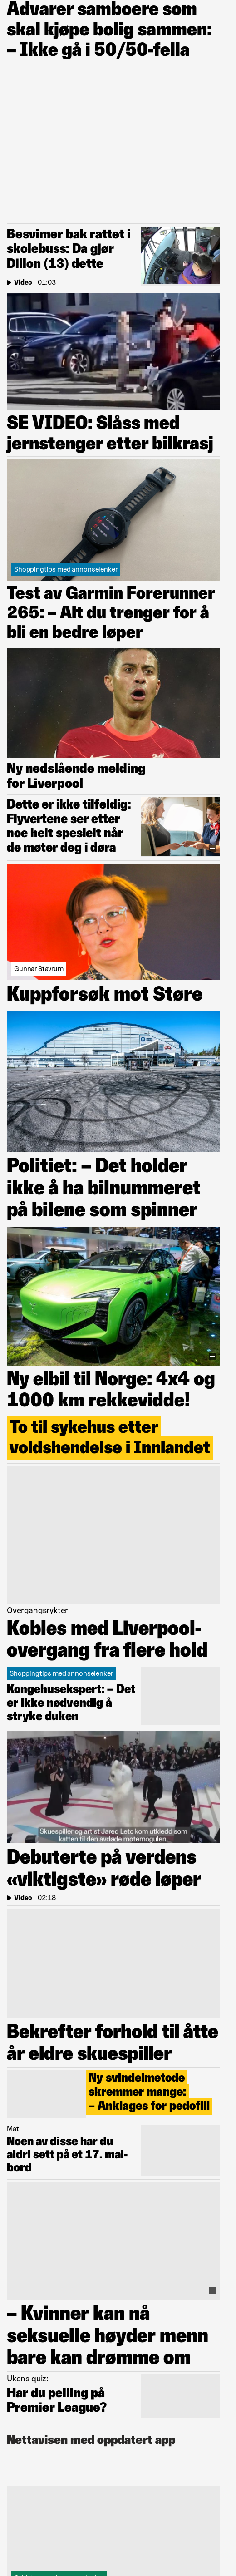 Advarer samboere som
skal kjøpe bolig sammen:
– Ikke gå i 50/50-fella
Besvimer bak rattet i
skolebuss: Da gjør
Dillon (13) dette
Video | 01:03
SE VIDEO: Slåss med
jernstenger etter bilkrasj
Shoppingtips med annonselenker
Test av Garmin Forerunner
265: – Alt du trenger for å
bli en bedre løper
Ny nedslående melding
for Liverpool
Dette er ikke tilfeldig:
Flyvertene ser etter
noe helt spesielt når
de møter deg i døra
Gunnar Stavrum
Kuppforsøk mot Støre
Politiet: – Det holder
ikke å ha bilnummeret
på bilene som spinner
Ny elbil til Norge: 4x4 og
1000 km rekkevidde!
To til sykehus etter
voldshendelse i Innlandet
Overgangsrykter
Kobles med Liverpool-
overgang fra flere hold
Shoppingtips med annonselenker
Kongehusekspert: – Det
er ikke nødvendig å
stryke duken
Skuespiller og artist Jared Leto kom utkledd som
katten til den avdøde motemogulen.
Debuterte på verdens
«viktigste» røde løper
Video | 02:18
Bekrefter forhold til åtte
år eldre skuespiller
Ny svindelmetode
skremmer mange:
– Anklages for pedofili
Mat
Noen av disse har du
aldri sett på et 17. mai-
bord
– Kvinner kan nå
seksuelle høyder menn
bare kan drømme om
Ukens quiz:
Har du peiling på
Premier League?
Nettavisen med oppdatert app